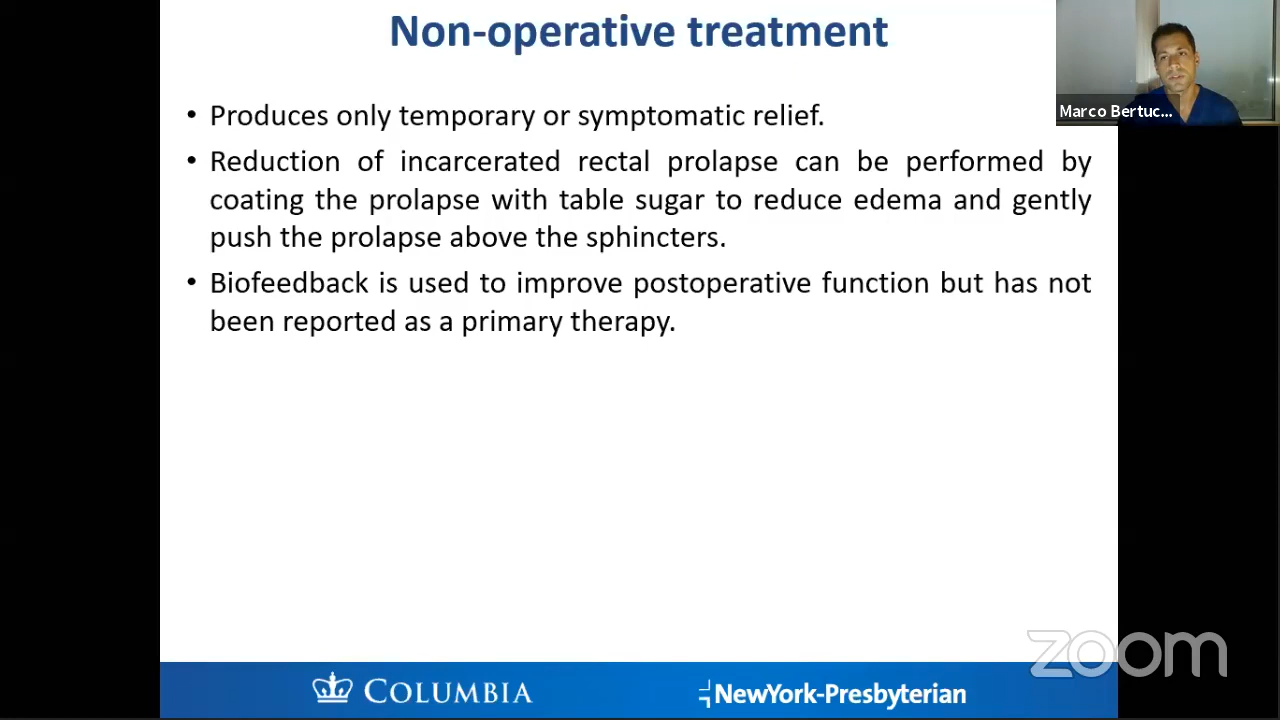 Non-operative treatment
• Produces only temporary or symptomatic relief.
• Reduction of incarcerated rectal prolapse can be performed by
coating the prolapse with table sugar to reduce edema and gently
push the prolapse above the sphincters.
• Biofeedback is used to improve postoperative function but has not
been reported as a primary therapy.
Marco Bertuc...
zoom
COLUMBIA
NewYork-Presbyterian